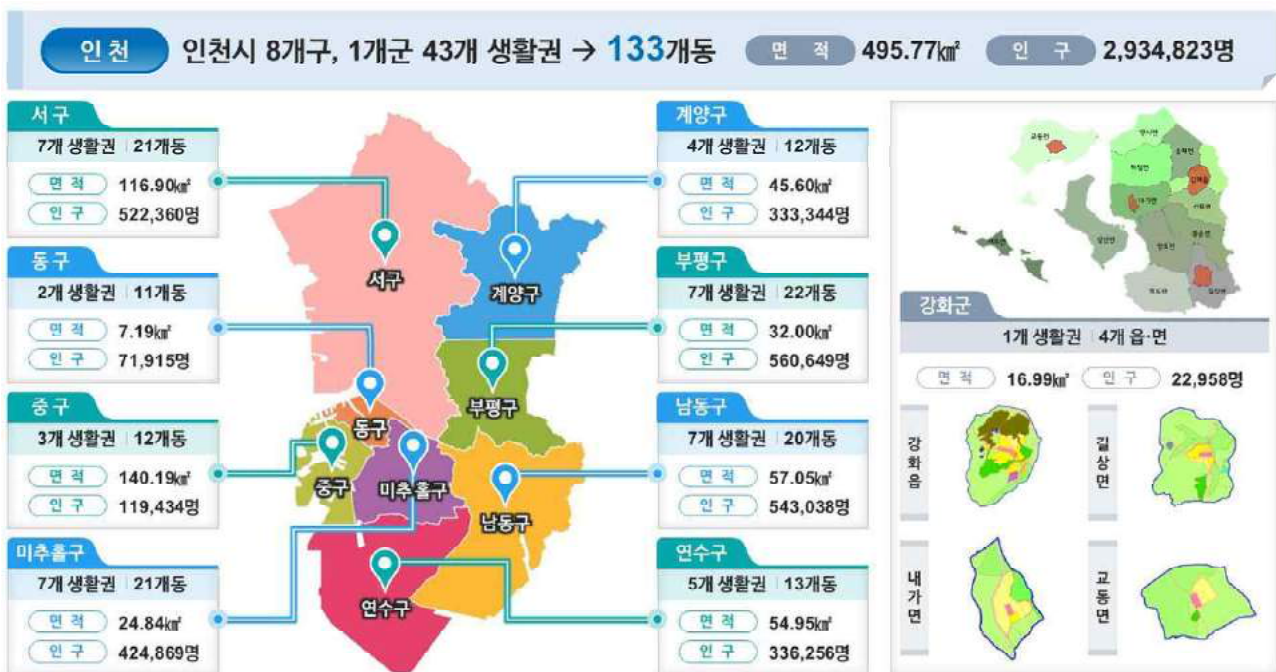 인천 인천시 8개구, 1개군 43개 생활권 → 133개동 면 적 495.77㎢ 인 구 2,934,823명
서구
7개 생활권 21개동
면 적 116.90㎢
인 구 522,360명
동구
2개 생활권 11개동
면 적 7.19㎢
인 구 71,915명
중구
3개 생활권 12개동
면 적 140.19㎢
인 구 119,434명
미추홀구
7개 생활권 21개동
면 적 24.84㎢
인 구 424,869명
서구
계양구
부평구
동구
중구
미추홀구
남동구
연수구
계양구
4개 생활권 12개동
면 적 45.60㎢
인 구 333,344명
부평구
7개 생활권 22개동
면 적 32.00㎢
인 구 560,649명
남동구
7개 생활권 20개동
면 적 57.05㎢
인 구 543,038명
연수구
5개 생활권 13개동
면 적 54.95㎢
인 구 336,256명
교동면
강화군
1개 생활권 4개 읍·면
면 적 16.99㎢ 인 구 22,958명
강화읍
길상면
내가면
교동면